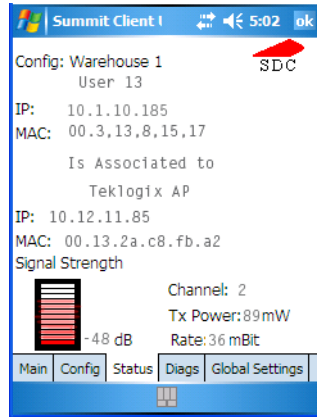 Summit Client U 5:02 ok
Config: Warehouse 1
SDC
User 13
IP: 10.1.10.185
MAC: 00.3,13,8,15,17
Is Associated to
Teklogix AP
IP: 10.12.11.85
MAC: 00.13.2a.c8.fb.a2
Signal Strength
Channel: 2
Tx Power: 89mW
-48 dB Rate: 36 mBit
Main Config Status Diags Global Settings